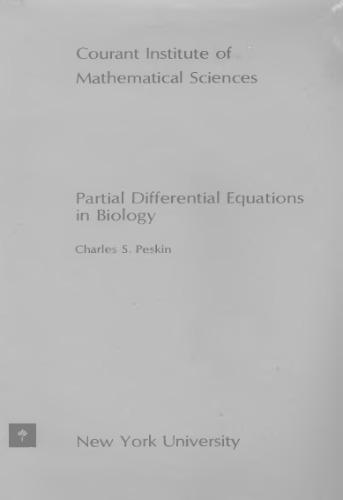 Courant Institute of
Mathematical Sciences
Partial Differential Equations
in Biology
Charles S. Peskin
New York University